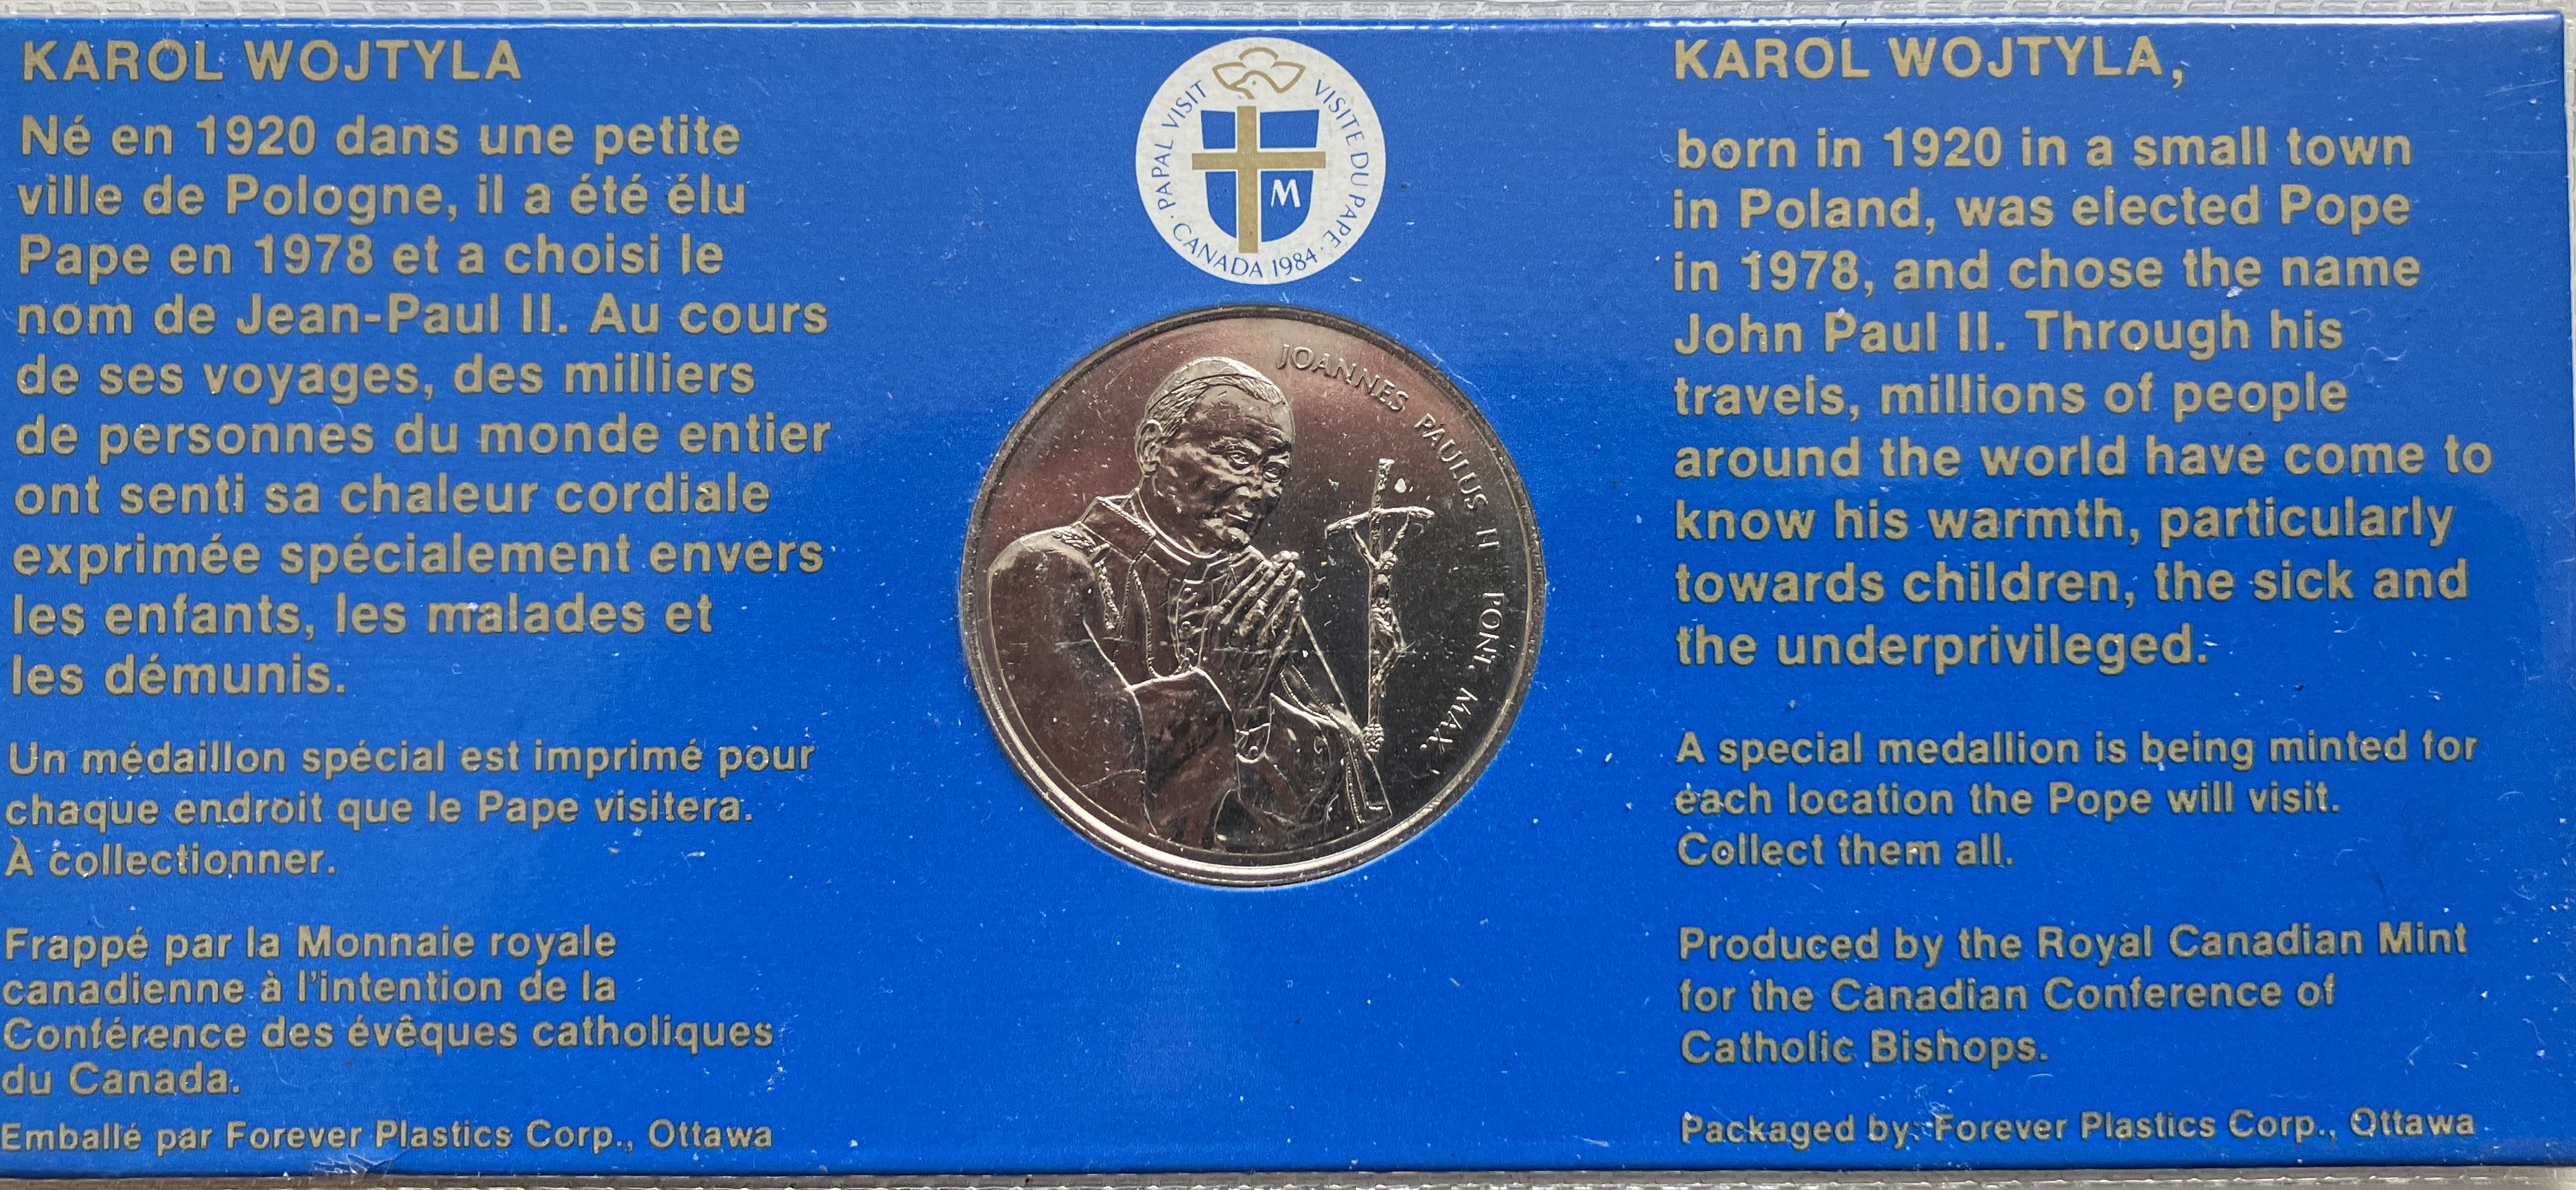 KAROL WOJTYLA
Né en 1920 dans une petite
ville de Pologne, il a été élu
Pape en 1978 et a choisi le
nom de Jean-Paul II. Au cours
de ses voyages, des milliers
de personnes du monde entier
ont senti sa chaleur cordiale
exprimée spécialement envers
les enfants, les malades et
les démunis.
Un médaillon spécial est imprimé pour
chaque endroit que le Pape visitera.
À collectionner.
Frappé par la Monnaie royale
canadienne à l'intention de la
Conférence des évêques catholiques
du Canada.
Emballé par Forever Plastics Corp., Ottawa
· PAPAL VISIT
VISITE DU PAPE ·
CANADA 1984
M
JOANNES PAULUS II PONT. MAX.
KAROL WOJTYLA,
born in 1920 in a small town
in Poland, was elected Pope
in 1978, and chose the name
John Paul II. Through his
travels, millions of people
around the world have come to
know his warmth, particularly
towards children, the sick and
the underprivileged.
A special medallion is being minted for
each location the Pope will visit.
Collect them all.
Produced by the Royal Canadian Mint
for the Canadian Conference of
Catholic Bishops.
Packaged by: Forever Plastics Corp., Ottawa